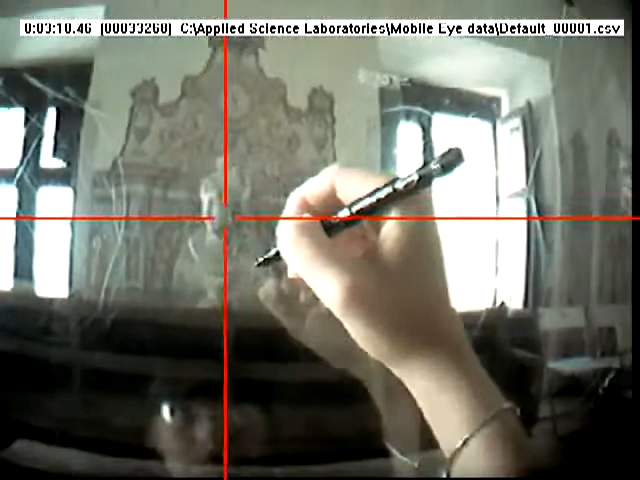 0:03:10.46 [00033260] C:\Applied Science Laboratories\Mobile Eye data\Default_00001.csv